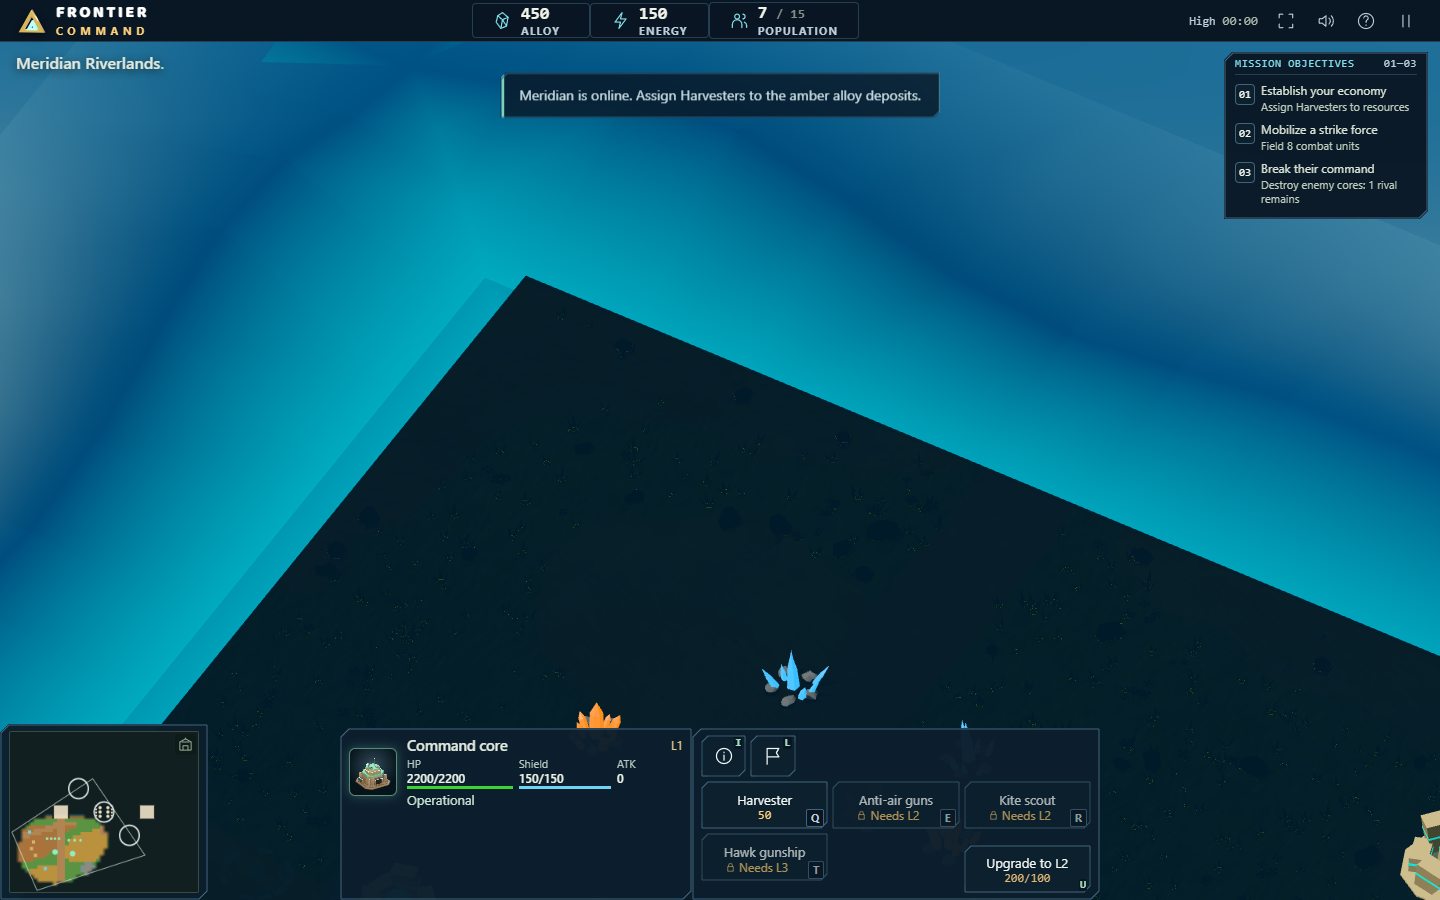 FRONTIER
COMMAND
450
ALLOY
150
ENERGY
7 / 15
POPULATION
High 00:00
Meridian Riverlands.
Meridian is online. Assign Harvesters to the amber alloy deposits.
MISSION OBJECTIVES 01—03
01 Establish your economy
Assign Harvesters to resources
02 Mobilize a strike force
Field 8 combat units
03 Break their command
Destroy enemy cores: 1 rival
remains
Command core L1
HP Shield ATK
2200/2200 150/150 0
Operational
I L
Harvester
50 Q
Anti-air guns
Needs L2 E
Kite scout
Needs L2 R
Hawk gunship
Needs L3 T
Upgrade to L2
200/100
U